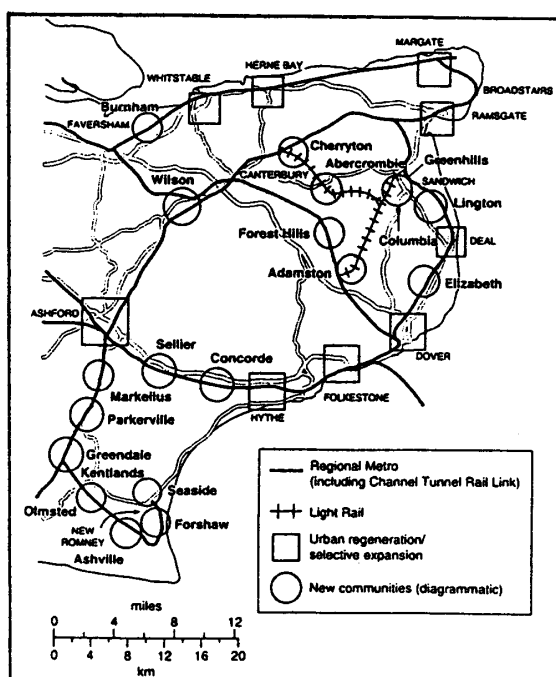 MARGATE
HERNE BAY
WHITSTABLE
BROADSTAIRS
Burnham
FAVERSHAM
RAMSGATE
Cherryton
Abercrombie
Greenhills
Wilson
CANTERBURY
SANDWICH
Lington
Forest Hills
Columbia
DEAL
Adamston
Elizabeth
ASHFORD
Sellier
Concorde
DOVER
Markelius
FOLKESTONE
HYTHE
Parkerville
Greendale
Kentlands
Seaside
Olmsted
NEW
ROMNEY
Forshaw
Ashville
Regional Metro
(including Channel Tunnel Rail Link)
Light Rail
Urban regeneration/
selective expansion
New communities (diagrammatic)
miles
0 4 8 12
0 4 8 12 16 20
km